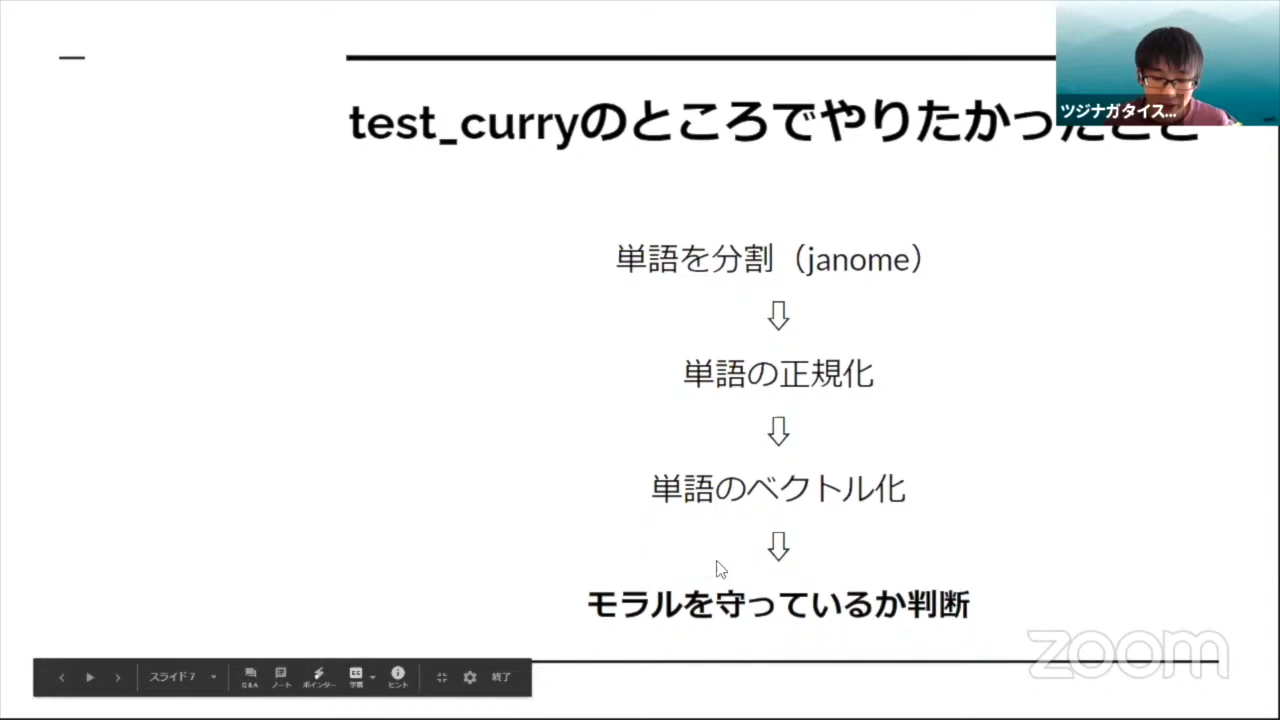 test_curryのところでやりたかったこと
ツジナガタイス...
単語を分割（janome）
⇩
単語の正規化
⇩
単語のベクトル化
⇩
モラルを守っているか判断
zoom
スライド 7
Q&A
ノート
ポインター
字幕
ヒント
終了